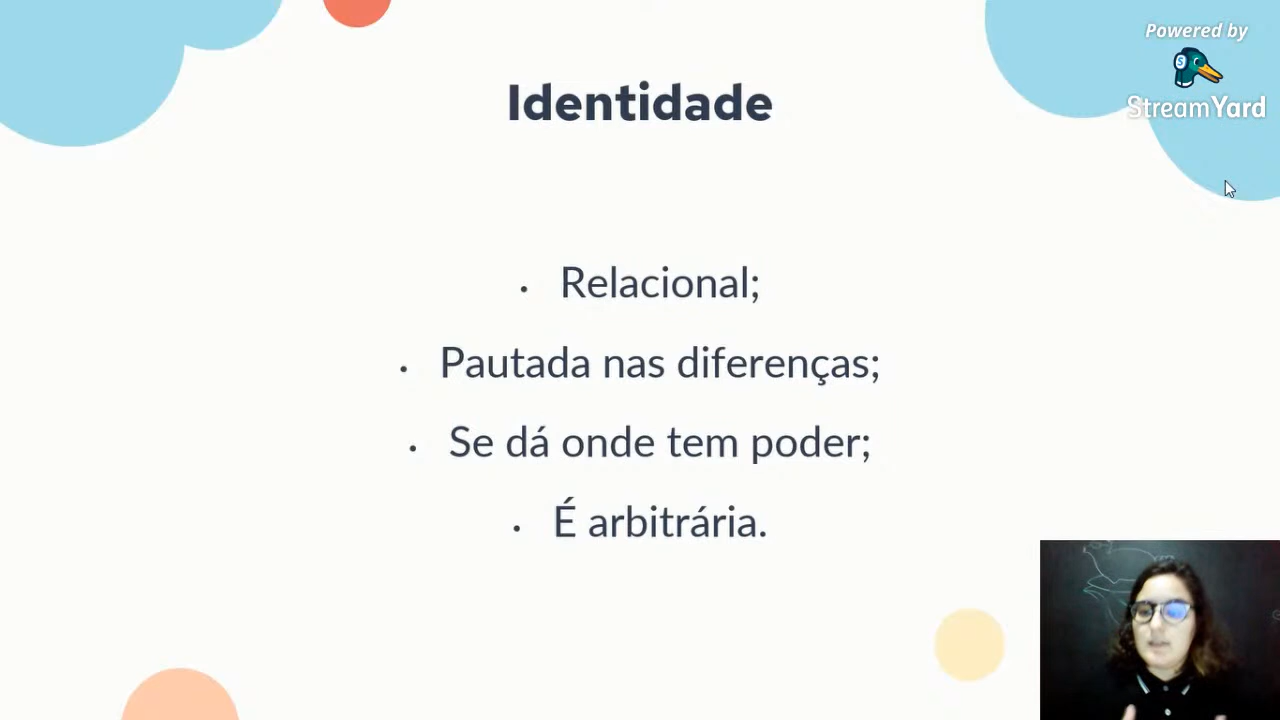 Powered by
StreamYard
Identidade
• Relacional;
• Pautada nas diferenças;
• Se dá onde tem poder;
• É arbitrária.